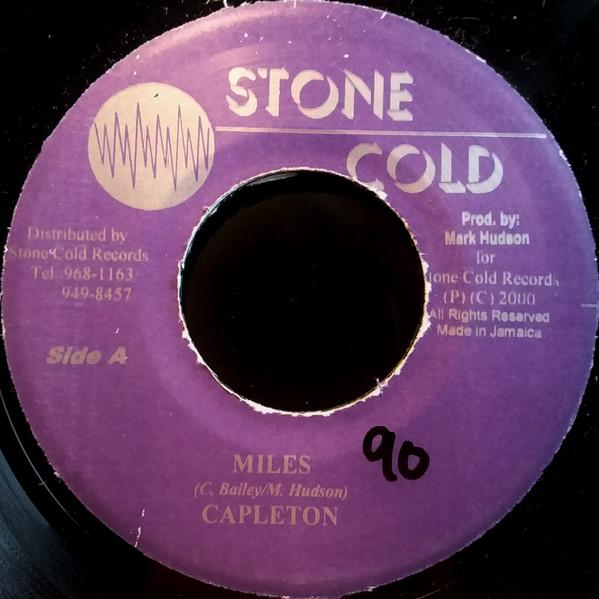 STONE
COLD
Distributed by
Stone Cold Records
Tel: 968-1163
949-8457
Side A
Prod. by:
Mark Hudson
for
Stone Cold Records
(P) (C) 2000
All Rights Reserved
Made in Jamaica
MILES
(C. Bailey/M. Hudson)
CAPLETON
90